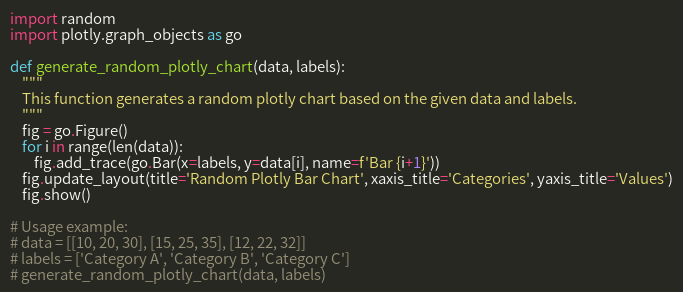 import random
import plotly.graph_objects as go

def generate_random_plotly_chart(data, labels):
    """
    This function generates a random plotly chart based on the given data and labels.
    """
    fig = go.Figure()
    for i in range(len(data)):
        fig.add_trace(go.Bar(x=labels, y=data[i], name=f'Bar {i+1}'))
    fig.update_layout(title='Random Plotly Bar Chart', xaxis_title='Categories', yaxis_title='Values')
    fig.show()

# Usage example:
# data = [[10, 20, 30], [15, 25, 35], [12, 22, 32]]
# labels = ['Category A', 'Category B', 'Category C']
# generate_random_plotly_chart(data, labels)